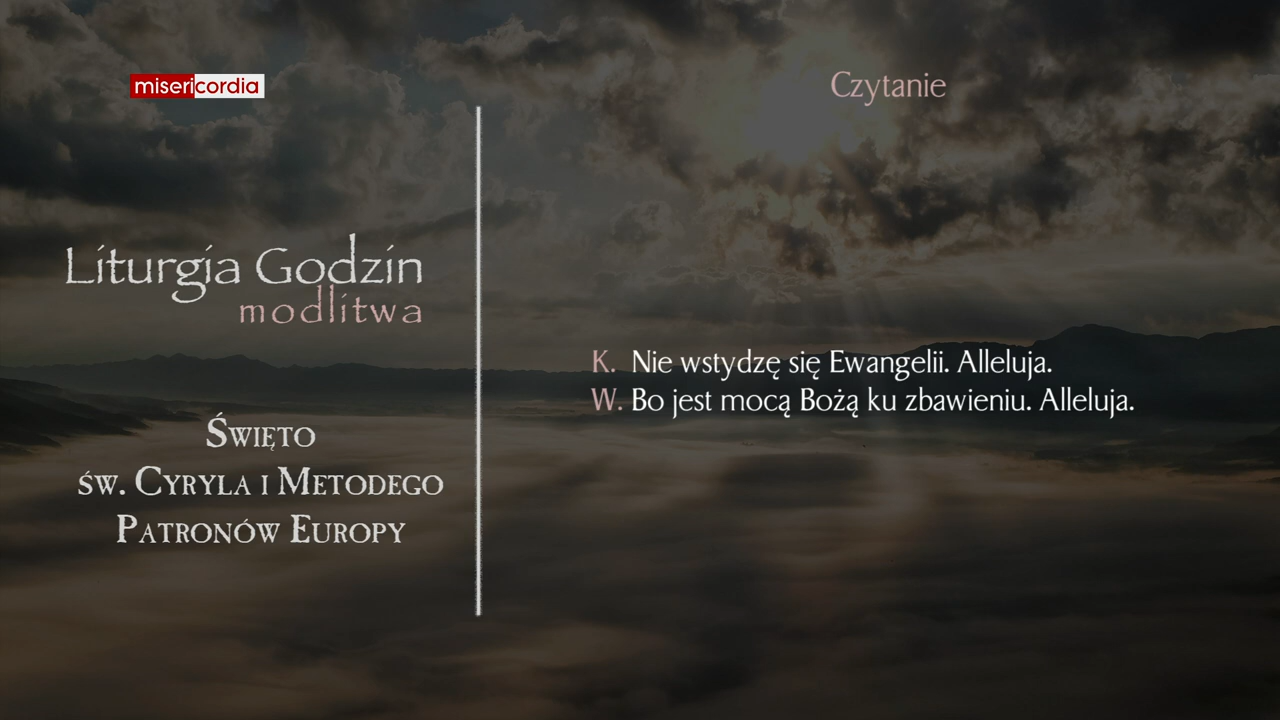 misericordia
Liturgia Godzin
modlitwa
Święto
św. Cyryla i Metodego
Patronów Europy
Czytanie
K. Nie wstydzę się Ewangelii. Alleluja.
W. Bo jest mocą Bożą ku zbawieniu. Alleluja.